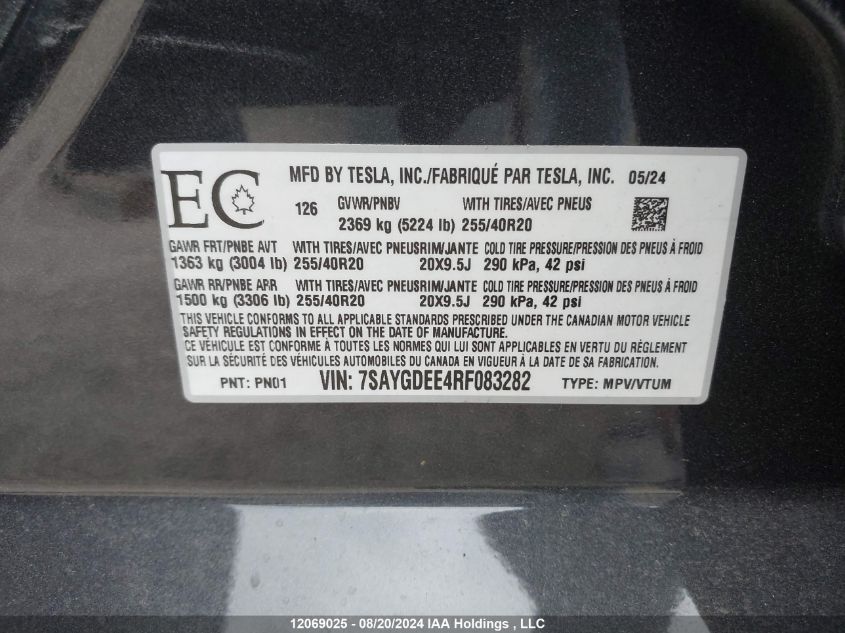 EC
MFD BY TESLA, INC./FABRIQUÉ PAR TESLA, INC. 05/24
126 GVWR/PNBV WITH TIRES/AVEC PNEUS
2369 kg (5224 lb) 255/40R20
GAWR FRT/PNBE AVT WITH TIRES/AVEC PNEUS RIM/JANTE COLD TIRE PRESSURE/PRESSION DES PNEUS À FROID
1363 kg (3004 lb) 255/40R20 20X9.5J 290 kPa, 42 psi
GAWR RR/PNBE APR WITH TIRES/AVEC PNEUS RIM/JANTE COLD TIRE PRESSURE/PRESSION DES PNEUS À FROID
1500 kg (3306 lb) 255/40R20 20X9.5J 290 kPa, 42 psi
THIS VEHICLE CONFORMS TO ALL APPLICABLE STANDARDS PRESCRIBED UNDER THE CANADIAN MOTOR VEHICLE
SAFETY REGULATIONS IN EFFECT ON THE DATE OF MANUFACTURE.
CE VÉHICULE EST CONFORME À TOUTES LES NORMES QUI LUI SONT APPLICABLES EN VERTU DU RÈGLEMENT
SUR LA SÉCURITÉ DES VÉHICULES AUTOMOBILES DU CANADA EN VIGUEUR À LA DATE DE SA FABRICATION.
PNT: PN01 VIN: 7SAYGDEE4RF083282 TYPE: MPV/VTUM
12069025 - 08/20/2024 IAA Holdings, LLC